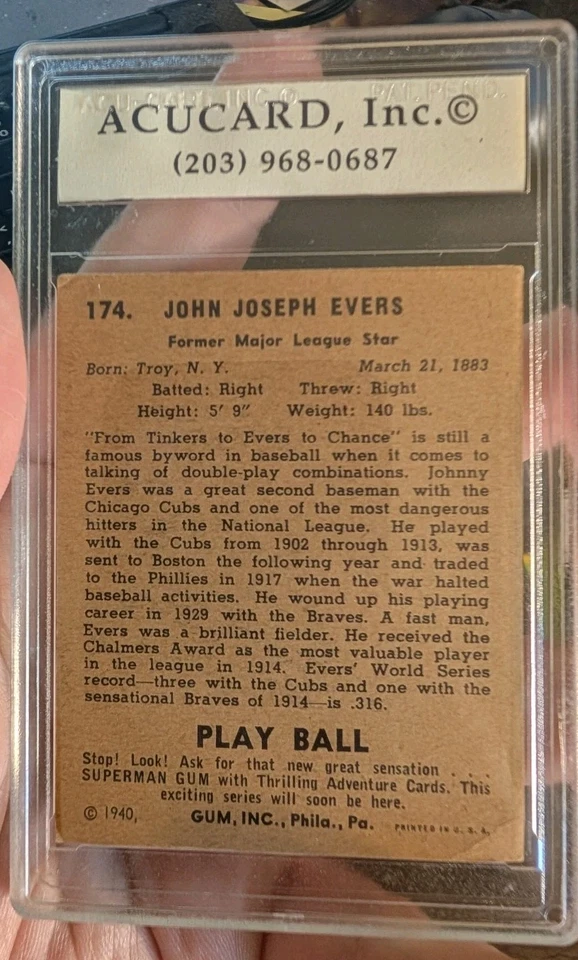 ACU-CARD INC.© PAT. PEND.
ACUCARD, Inc.©
(203) 968-0687
174. JOHN JOSEPH EVERS
Former Major League Star
Born: Troy, N. Y. March 21, 1883
Batted: Right Threw: Right
Height: 5' 9" Weight: 140 lbs.
"From Tinkers to Evers to Chance" is still a
famous byword in baseball when it comes to
talking of double-play combinations. Johnny
Evers was a great second baseman with the
Chicago Cubs and one of the most dangerous
hitters in the National League. He played
with the Cubs from 1902 through 1913, was
sent to Boston the following year and traded
to the Phillies in 1917 when the war halted
baseball activities. He wound up his playing
career in 1929 with the Braves. A fast man,
Evers was a brilliant fielder. He received the
Chalmers Award as the most valuable player
in the league in 1914. Evers' World Series
record—three with the Cubs and one with the
sensational Braves of 1914—is .316.
PLAY BALL
Stop! Look! Ask for that new great sensation . . .
SUPERMAN GUM with Thrilling Adventure Cards. This
exciting series will soon be here.
© 1940, GUM, INC., Phila., Pa. PRINTED IN U. S. A.